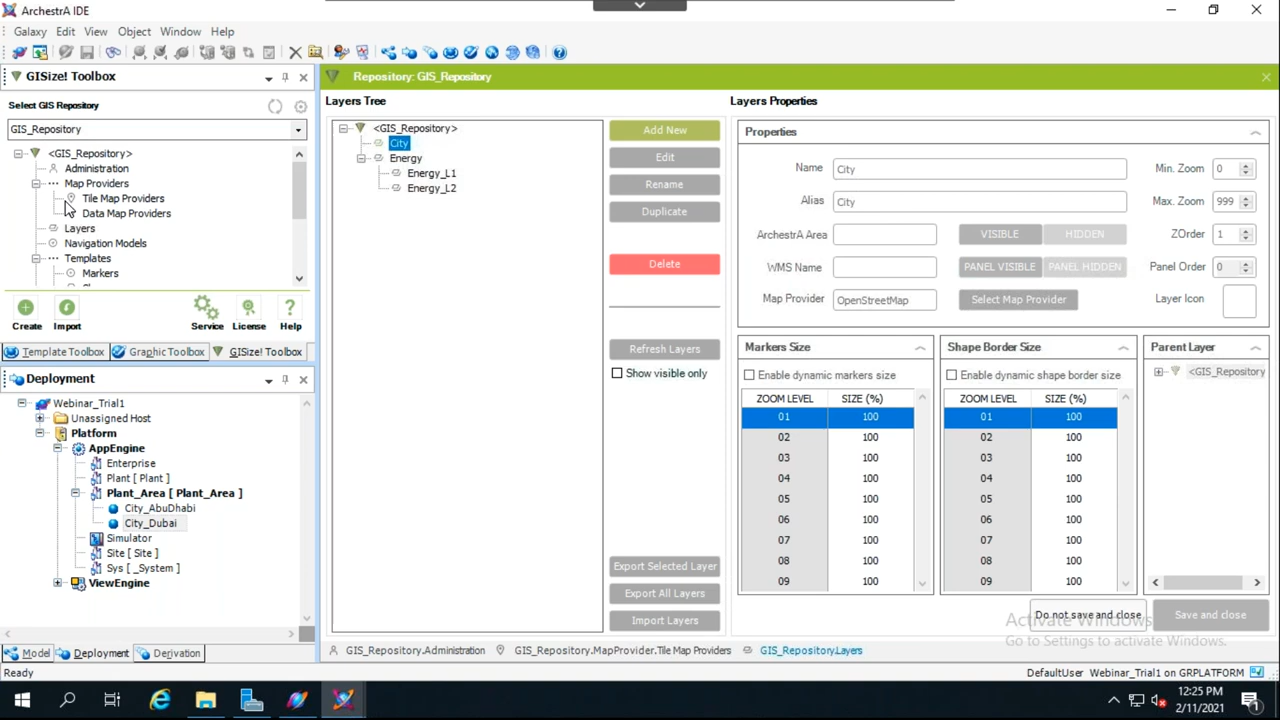 ArchestrA IDE
Galaxy Edit View Object Window Help
GISize! Toolbox
Select GIS Repository
GIS_Repository
<GIS_Repository>
Administration
Map Providers
Tile Map Providers
Data Map Providers
Layers
Navigation Models
Templates
Markers
Create Import Service License Help
Template Toolbox Graphic Toolbox GISize! Toolbox
Deployment
Webinar_Trial1
Unassigned Host
Platform
AppEngine
Enterprise
Plant [ Plant ]
Plant_Area [ Plant_Area ]
City_AbuDhabi
City_Dubai
Simulator
Site [ Site ]
Sys [ _System ]
ViewEngine
Model Deployment Derivation
Ready
Repository: GIS_Repository
Layers Tree
<GIS_Repository>
City
Energy
Energy_L1
Energy_L2
Add New
Edit
Rename
Duplicate
Delete
Refresh Layers
Show visible only
Export Selected Layer
Export All Layers
Import Layers
Layers Properties
Properties
Name City Min. Zoom 0
Alias City Max. Zoom 999
ArchestrA Area VISIBLE HIDDEN ZOrder 1
WMS Name PANEL VISIBLE PANEL HIDDEN Panel Order 0
Map Provider OpenStreetMap Select Map Provider Layer Icon
Markers Size
Enable dynamic markers size
ZOOM LEVEL SIZE (%)
01 100
02 100
03 100
04 100
05 100
06 100
07 100
08 100
09 100
Shape Border Size
Enable dynamic shape border size
ZOOM LEVEL SIZE (%)
01 100
02 100
03 100
04 100
05 100
06 100
07 100
08 100
09 100
Parent Layer
<GIS_Repository
Do not save and close Save and close
Activate Windows
Go to Settings to activate Windows.
GIS_Repository.Administration GIS_Repository.MapProvider.Tile Map Providers GIS_Repository.Layers
DefaultUser Webinar_Trial1 on GRPLATFORM
12:25 PM
2/11/2021
1